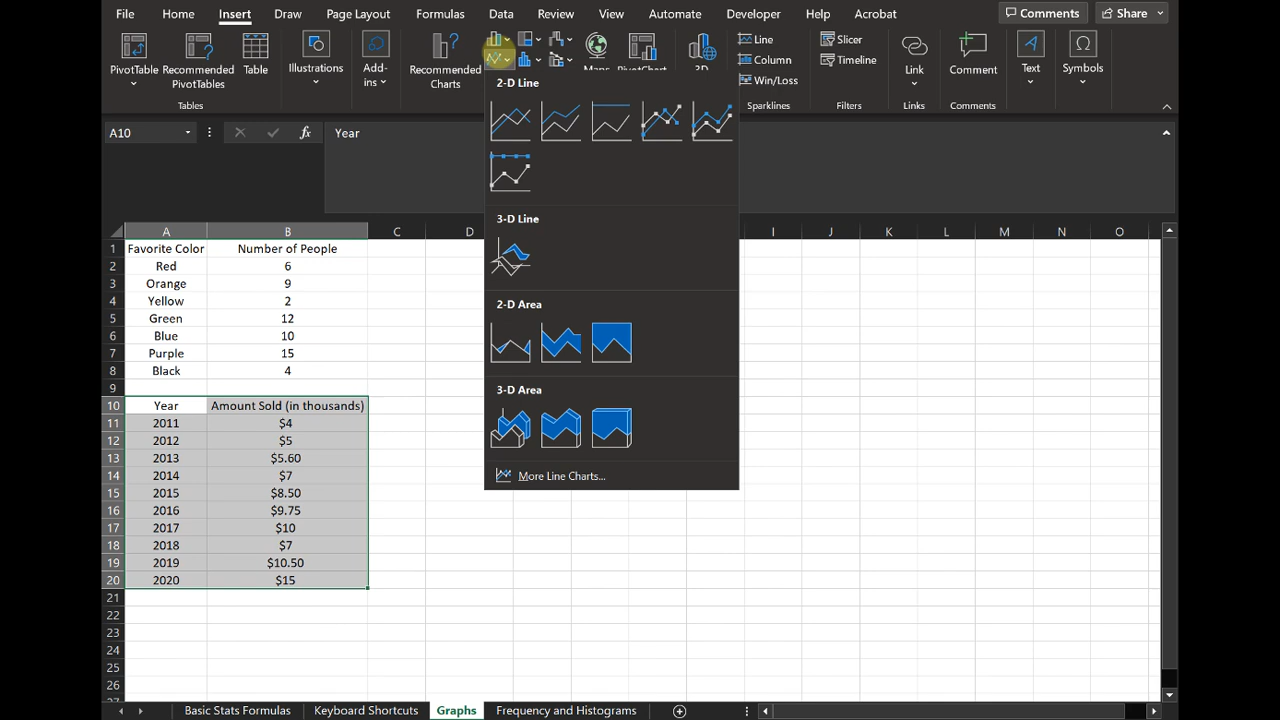 File Home Insert Draw Page Layout Formulas Data Review View Automate Developer Help Acrobat Comments Share
PivotTable
Recommended
PivotTables
Table
Tables
Illustrations
Add-
ins
Recommended
Charts
Maps PivotChart
3D
Line
Column
Win/Loss
Sparklines
Slicer
Timeline
Filters
Link
Links
Comment
Comments
Text
Symbols
A10
fx
Year
2-D Line
3-D Line
2-D Area
3-D Area
More Line Charts...
A B C D I J K L M N O
1 Favorite Color Number of People
2 Red 6
3 Orange 9
4 Yellow 2
5 Green 12
6 Blue 10
7 Purple 15
8 Black 4
9
10 Year Amount Sold (in thousands)
11 2011 $4
12 2012 $5
13 2013 $5.60
14 2014 $7
15 2015 $8.50
16 2016 $9.75
17 2017 $10
18 2018 $7
19 2019 $10.50
20 2020 $15
21
22
23
24
25
26
27
Basic Stats Formulas Keyboard Shortcuts Graphs Frequency and Histograms